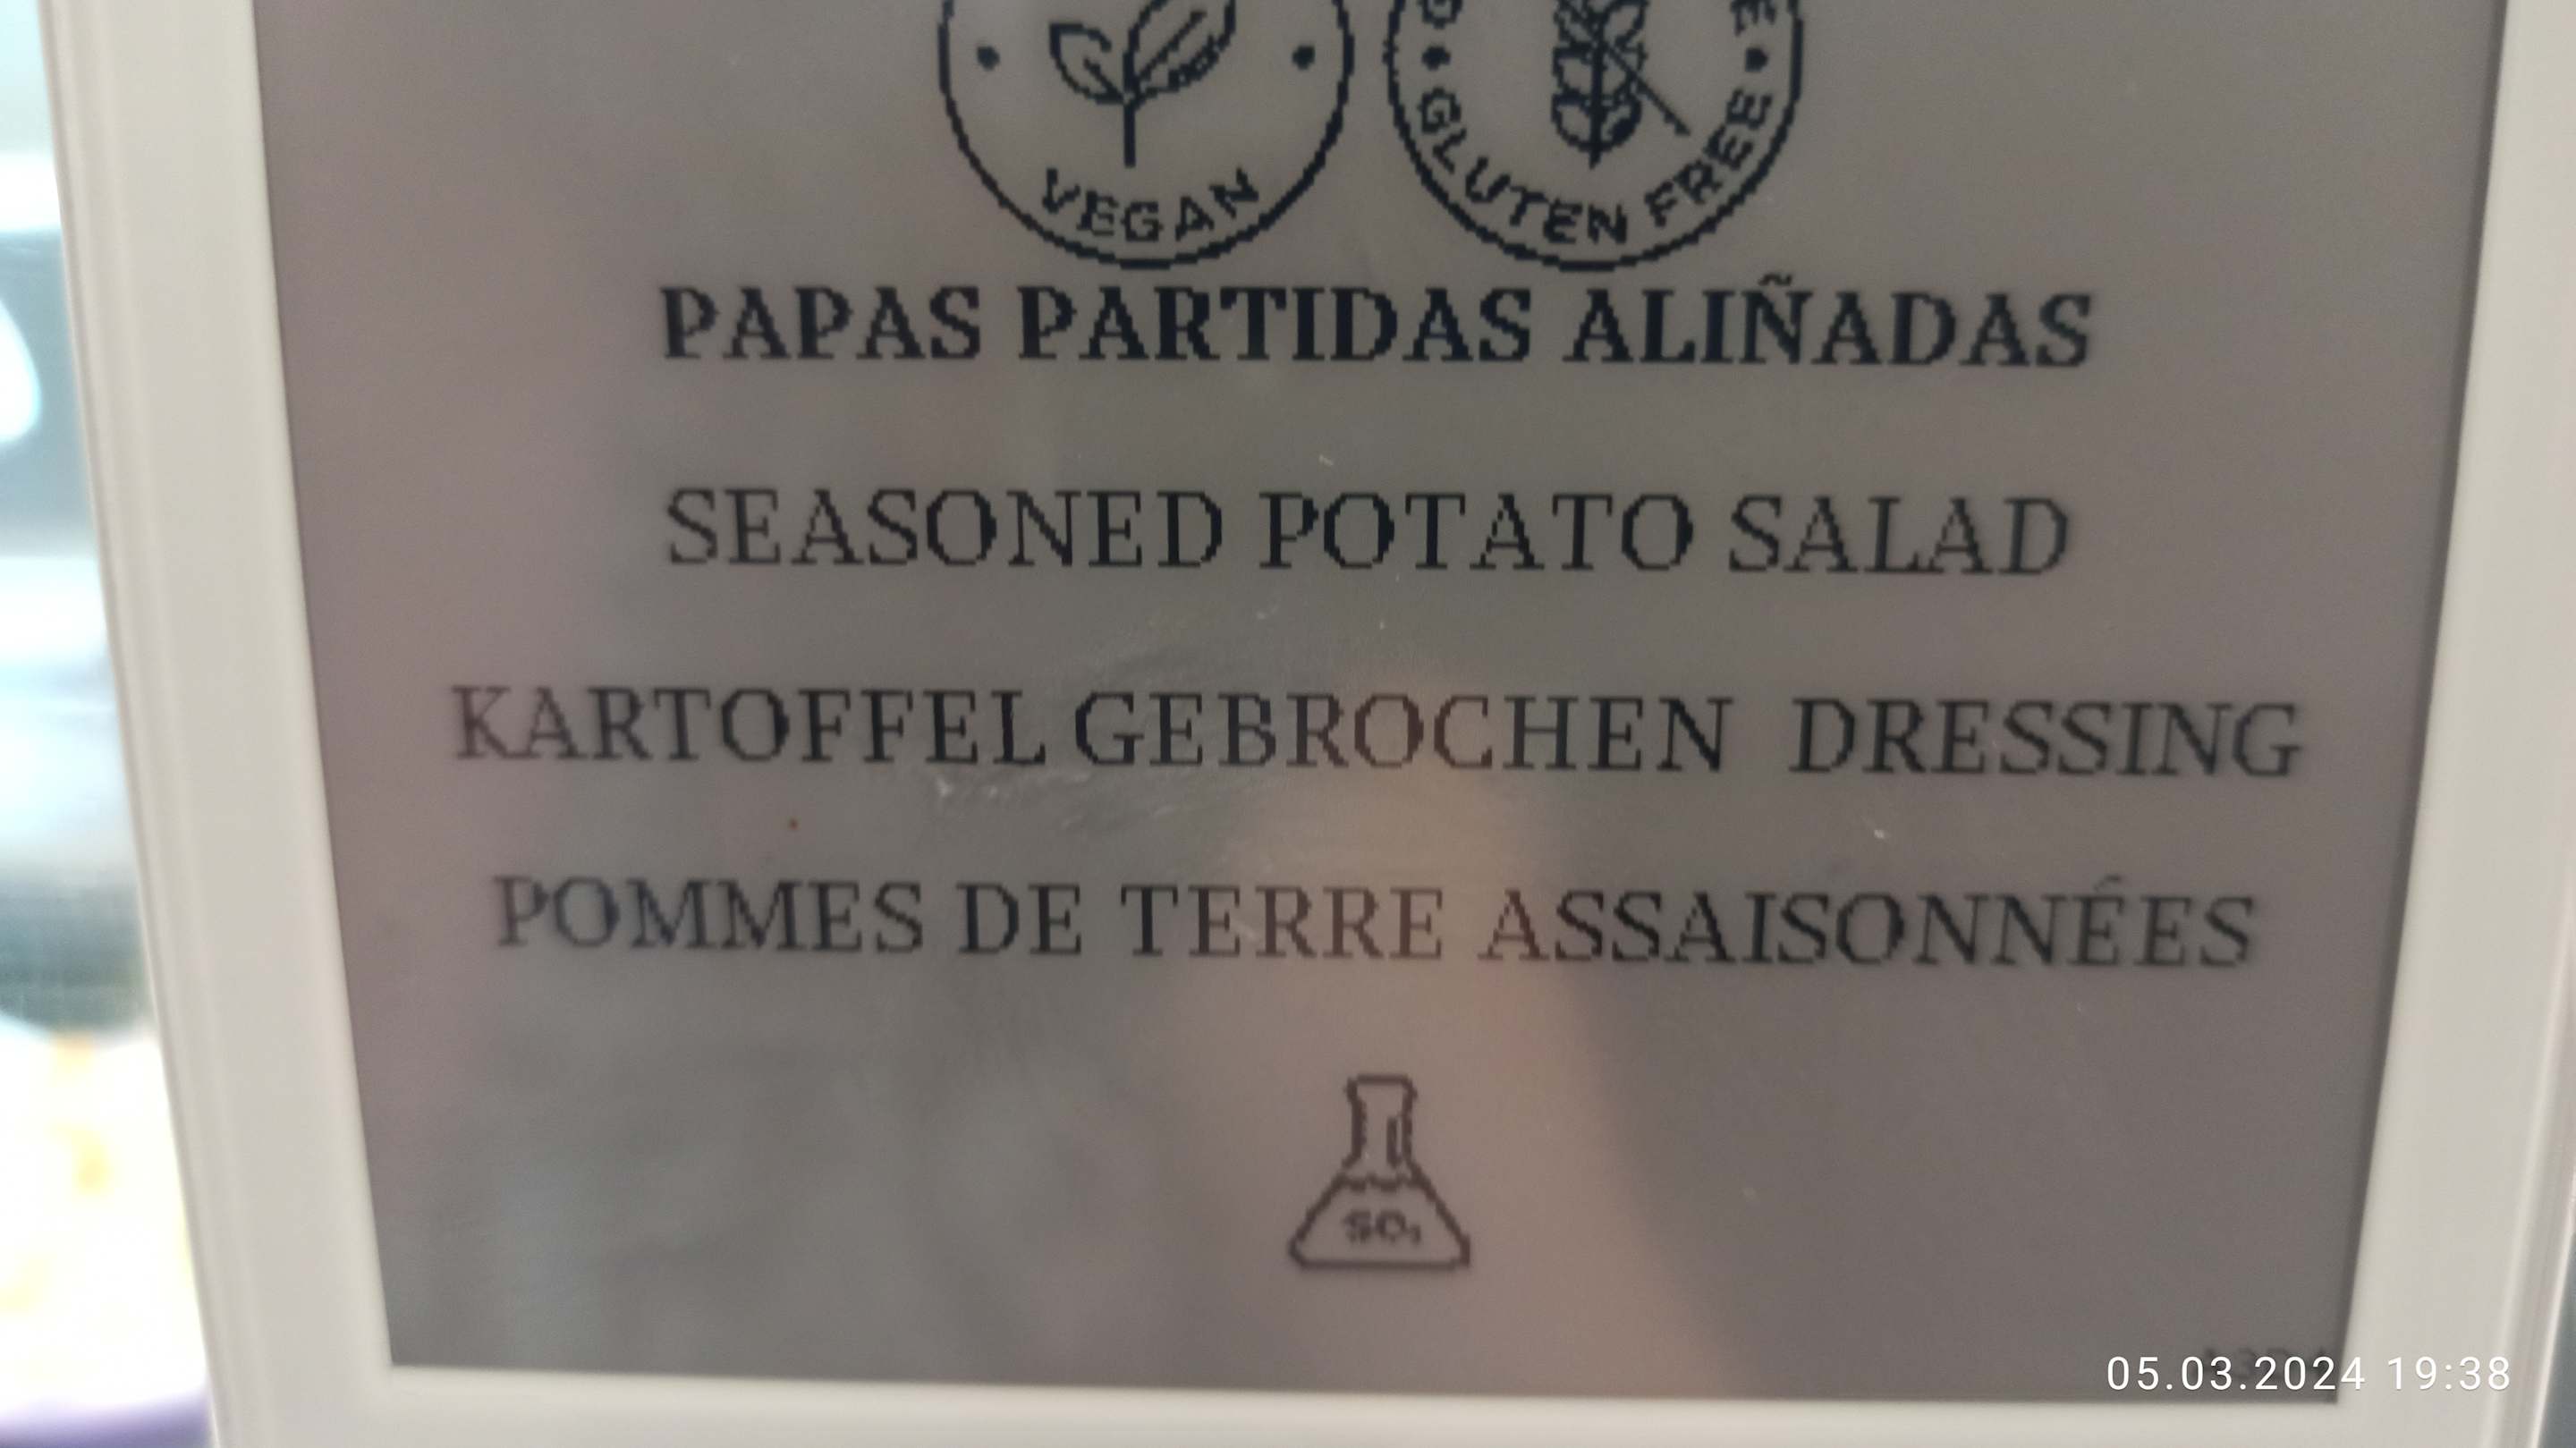 VEGAN
GLUTEN FREE
PAPAS PARTIDAS ALIÑADAS
SEASONED POTATO SALAD
KARTOFFEL GEBROCHEN DRESSING
POMMES DE TERRE ASSAISONNÉES
SO₂
05.03.2024 19:38